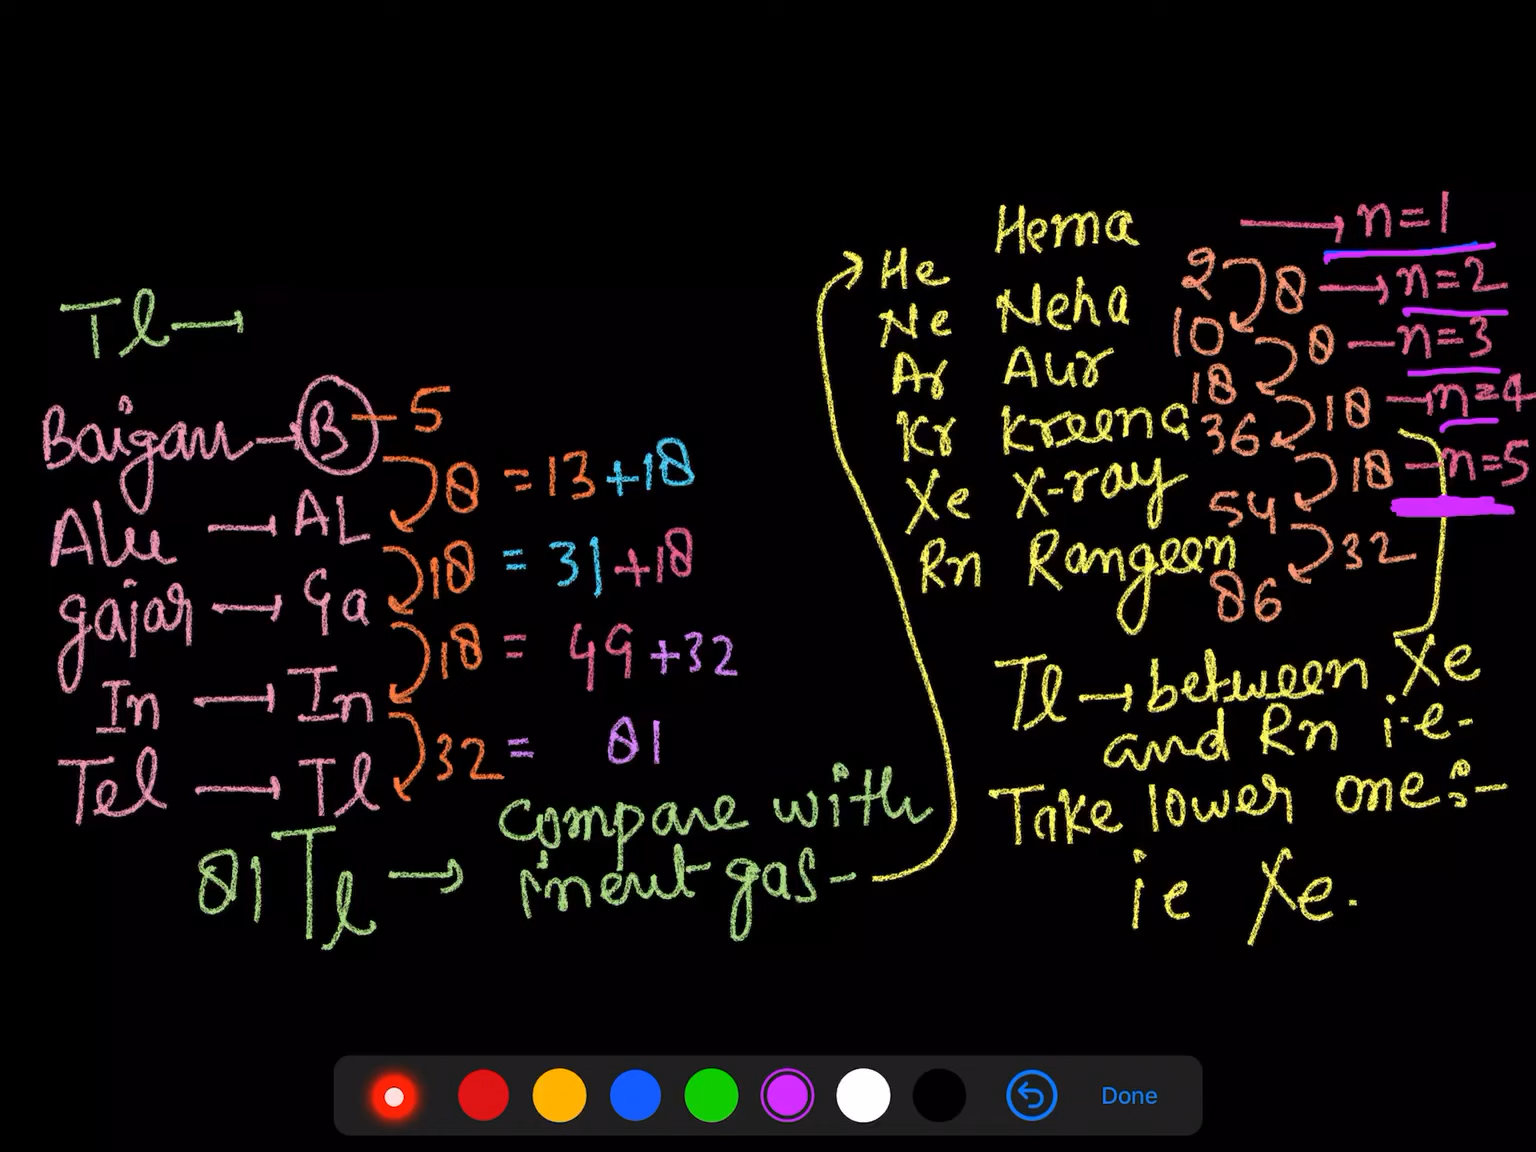 Tl →
Baigan → B - 5
8 = 13 + 18
Alu → AL
18 = 31 + 18
gajar → Ga
18 = 49 + 32
In → In
32 = 81
Tel → Tl
81 Tl → compare with
inert gas -
He Hema → n=1
2 8 → n=2
Ne Neha
10 8 - n=3
Ar Aur
18 18 → n=4
Kr Kreena 36
18 - n=5
Xe X-ray
54 32
Rn Rangeen
86
Tl → between Xe
and Rn i.e-
Take lower one:-
ie Xe.
Done